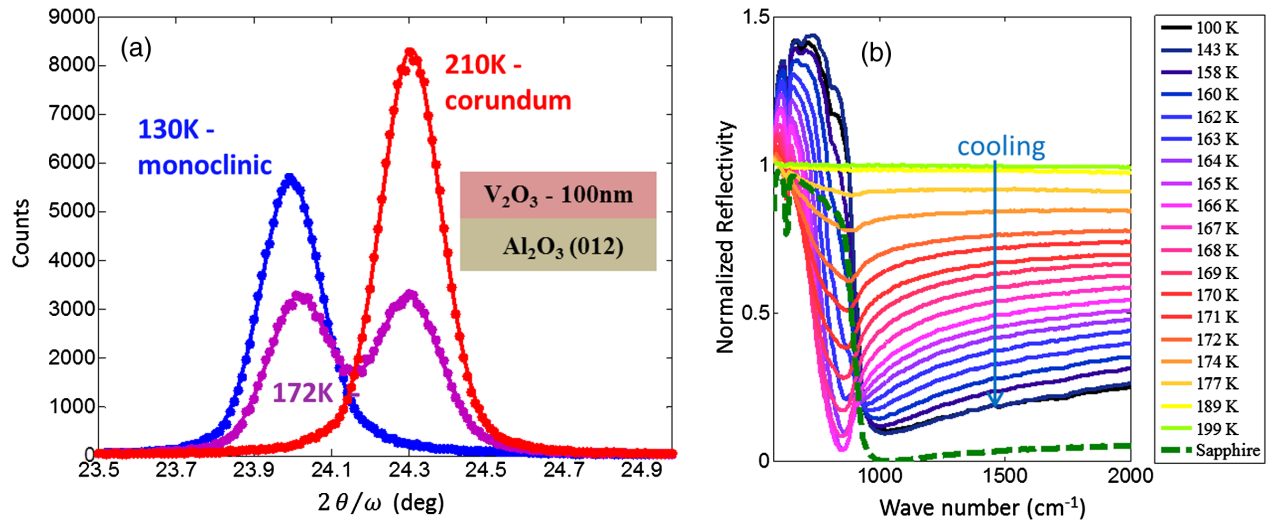 (a)
9000
8000
7000
6000
5000
4000
3000
2000
1000
0
Counts
23.5
23.7
23.9
24.1
24.3
24.5
24.7
24.9
2 θ/ω (deg)
130K -
monoclinic
210K -
corundum
172K -
V₂O₃ - 100nm
Al₂O₃ (012)
(b)
1.5
1
0.5
0
Normalized Reflectivity
cooling
1000
1500
2000
Wave number (cm⁻¹)
100 K
143 K
158 K
160 K
162 K
163 K
164 K
165 K
166 K
167 K
168 K
169 K
170 K
171 K
172 K
174 K
177 K
189 K
199 K
Sapphire